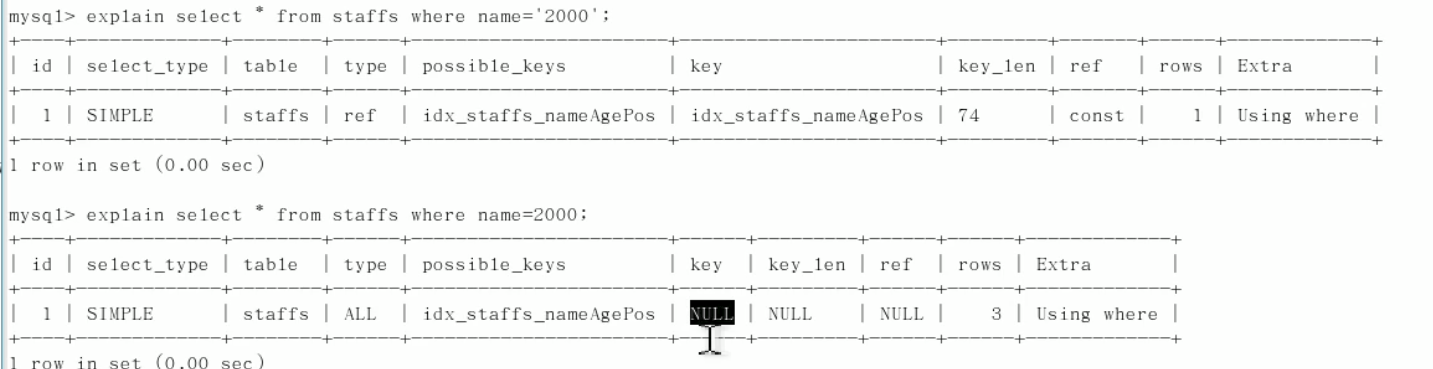 mysql> explain select * from staffs where name='2000';
+----+-------------+--------+------+-----------------------+-----------------------+---------+-------+------+-------------+
| id | select_type | table  | type | possible_keys         | key                   | key_len | ref   | rows | Extra       |
+----+-------------+--------+------+-----------------------+-----------------------+---------+-------+------+-------------+
|  1 | SIMPLE      | staffs | ref  | idx_staffs_nameAgePos | idx_staffs_nameAgePos | 74      | const |    1 | Using where |
+----+-------------+--------+------+-----------------------+-----------------------+---------+-------+------+-------------+
1 row in set (0.00 sec)
mysql> explain select * from staffs where name=2000;
+----+-------------+--------+------+-----------------------+------+---------+------+------+-------------+
| id | select_type | table  | type | possible_keys         | key  | key_len | ref  | rows | Extra       |
+----+-------------+--------+------+-----------------------+------+---------+------+------+-------------+
|  1 | SIMPLE      | staffs | ALL  | idx_staffs_nameAgePos | NULL | NULL    | NULL |    3 | Using where |
+----+-------------+--------+------+-----------------------+------+---------+------+------+-------------+
1 row in set (0.00 sec)